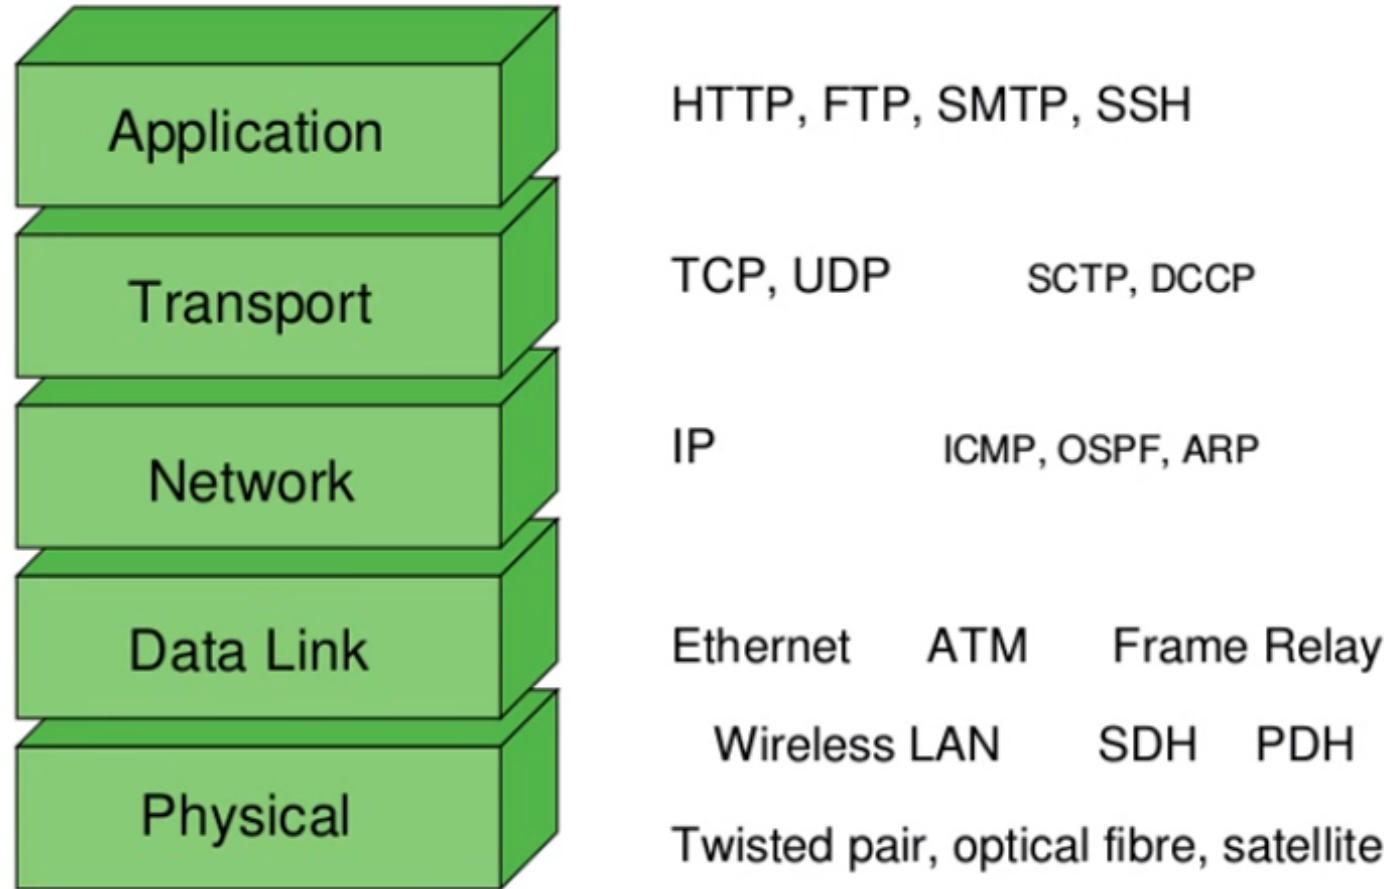 Application
HTTP, FTP, SMTP, SSH
Transport
TCP, UDP SCTP, DCCP
Network
IP ICMP, OSPF, ARP
Data Link
Ethernet ATM Frame Relay
Wireless LAN SDH PDH
Physical
Twisted pair, optical fibre, satellite